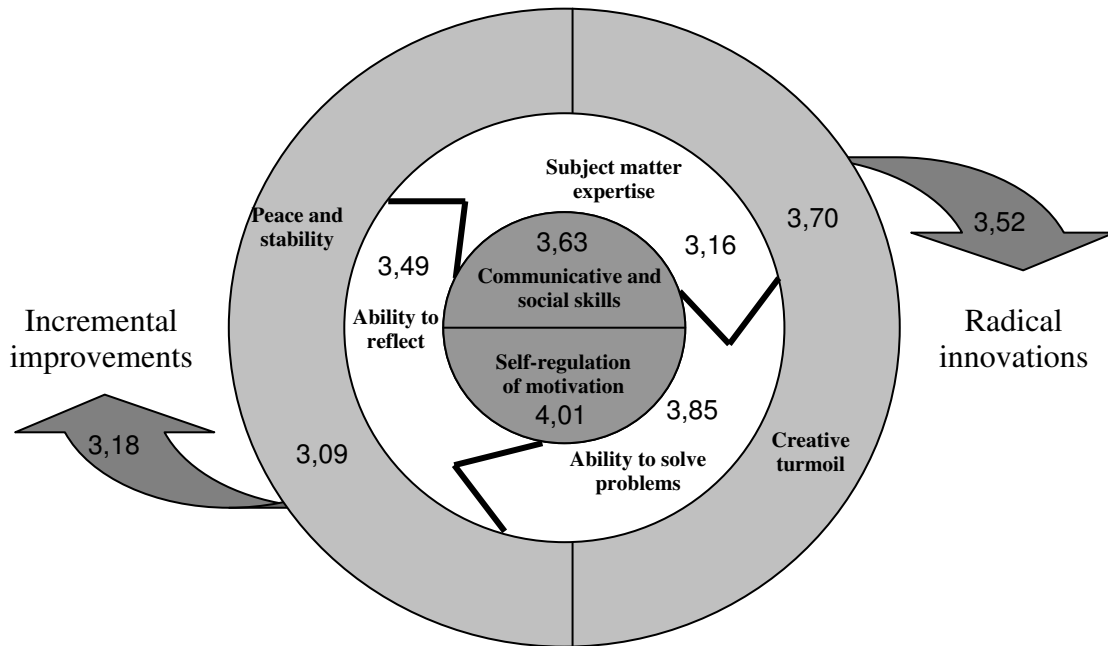 Subject matter
expertise
Peace and
stability
3,70
3,52
3,63
3,16
3,49
Communicative and
social skills
Ability to
reflect
Incremental
improvements
Radical
innovations
Self-regulation
of motivation
4,01
3,85
3,18
3,09
Creative
turmoil
Ability to solve
problems